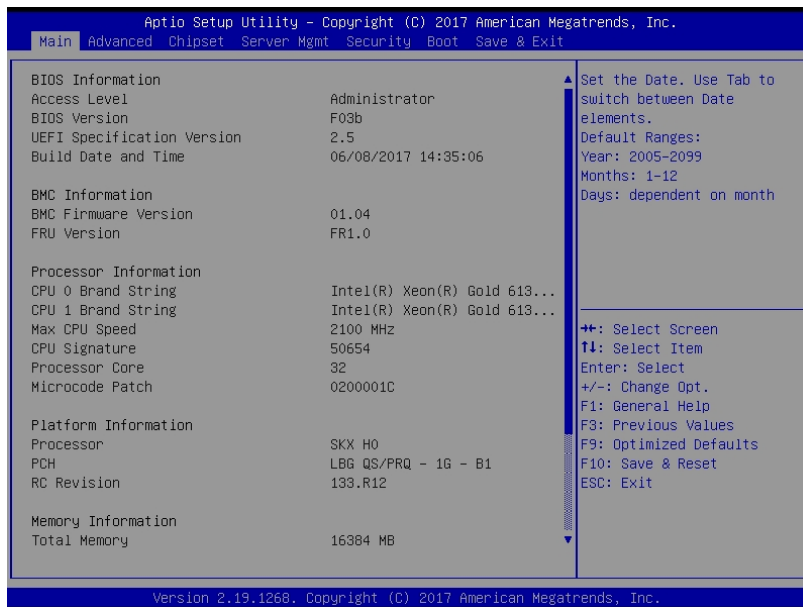 Aptio Setup Utility – Copyright (C) 2017 American Megatrends, Inc.
Main Advanced Chipset Server Mgmt Security Boot Save & Exit
BIOS Information
Access Level Administrator
BIOS Version F03b
UEFI Specification Version 2.5
Build Date and Time 06/08/2017 14:35:06
BMC Information
BMC Firmware Version 01.04
FRU Version FR1.0
Processor Information
CPU 0 Brand String Intel(R) Xeon(R) Gold 613...
CPU 1 Brand String Intel(R) Xeon(R) Gold 613...
Max CPU Speed 2100 MHz
CPU Signature 50654
Processor Core 32
Microcode Patch 0200001C
Platform Information
Processor SKX H0
PCH LBG QS/PRQ - 1G - B1
RC Revision 133.R12
Memory Information
Total Memory 16384 MB
Set the Date. Use Tab to
switch between Date
elements.
Default Ranges:
Year: 2005-2099
Months: 1-12
Days: dependent on month
→←: Select Screen
↑↓: Select Item
Enter: Select
+/-: Change Opt.
F1: General Help
F3: Previous Values
F9: Optimized Defaults
F10: Save & Reset
ESC: Exit
Version 2.19.1268. Copyright (C) 2017 American Megatrends, Inc.